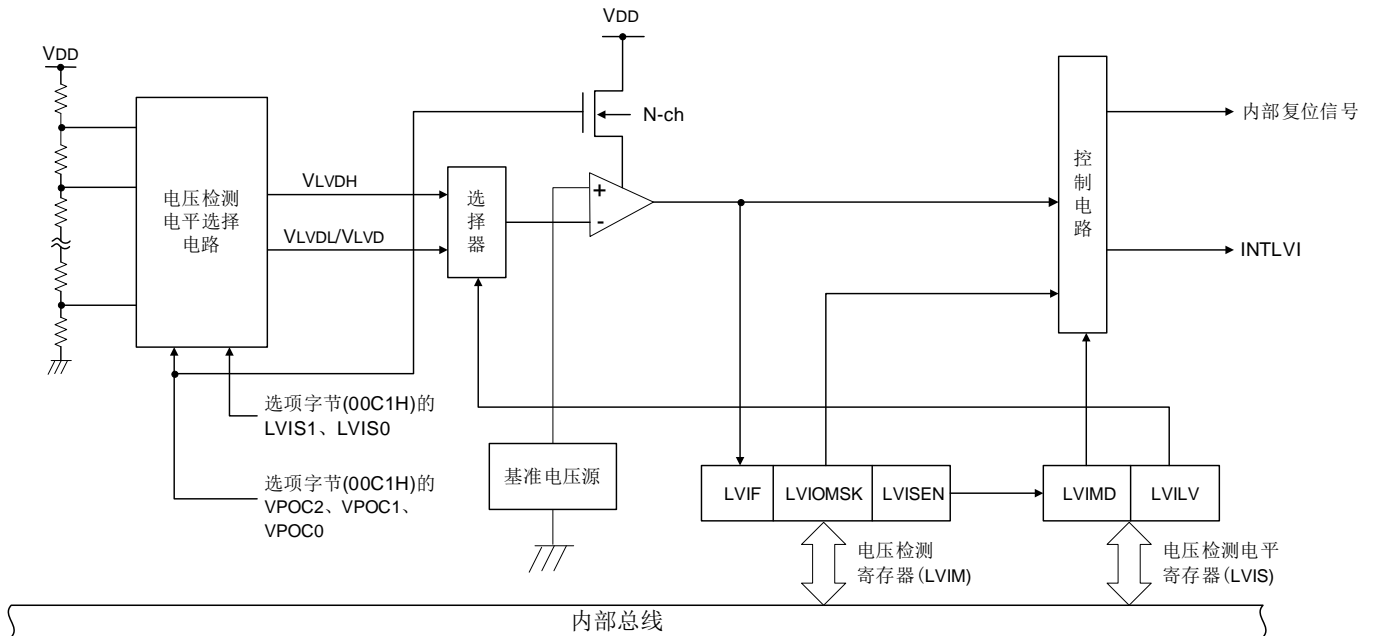 VDD
VDD
N-ch
电压检测
电平选择
电路
VLVDH
VLVDL/VLVD
选择器
+
-
控制电路
内部复位信号
INTLVI
选项字节(00C1H)的
LVIS1、LVIS0
选项字节(00C1H)的
VPOC2、VPOC1、
VPOC0
基准电压源
LVIF
LVIOMSK
LVISEN
LVIMD
LVILV
电压检测
寄存器(LVIM)
电压检测电平
寄存器(LVIS)
内部总线